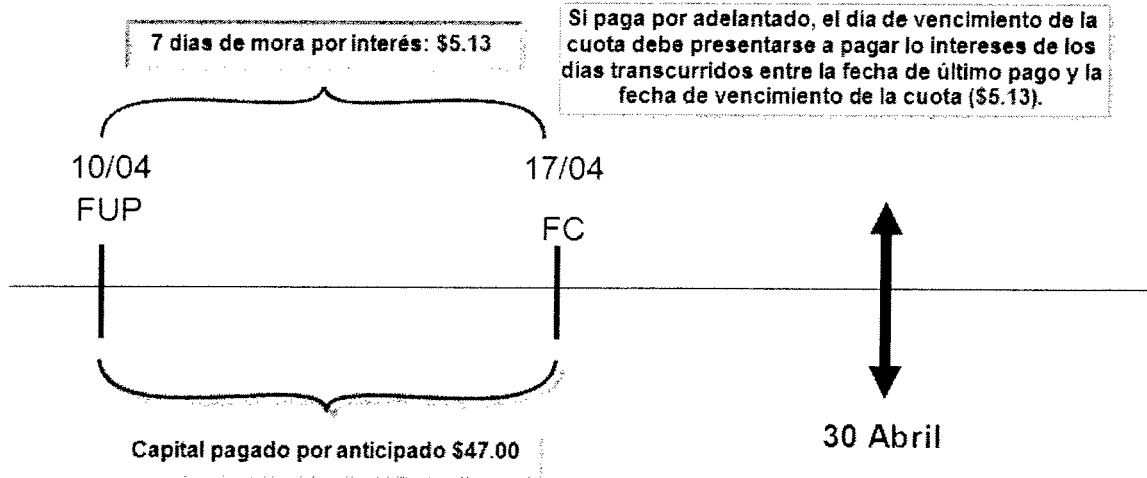 7 dias de mora por interés: $5.13
Si paga por adelantado, el dia de vencimiento de la
cuota debe presentarse a pagar lo intereses de los
días transcurridos entre la fecha de último pago y la
fecha de vencimiento de la cuota ($5.13).
10/04
FUP
17/04
FC
Capital pagado por anticipado $47.00
30 Abril